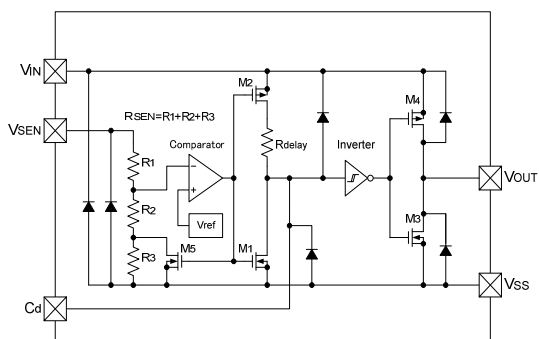 VIN
M2
M4
RSEN=R1+R2+R3
VSEN
Comparator
Rdelay
Inverter
R1
−
+
VOUT
R2
Vref
M3
M5
M1
R3
VSS
Cd